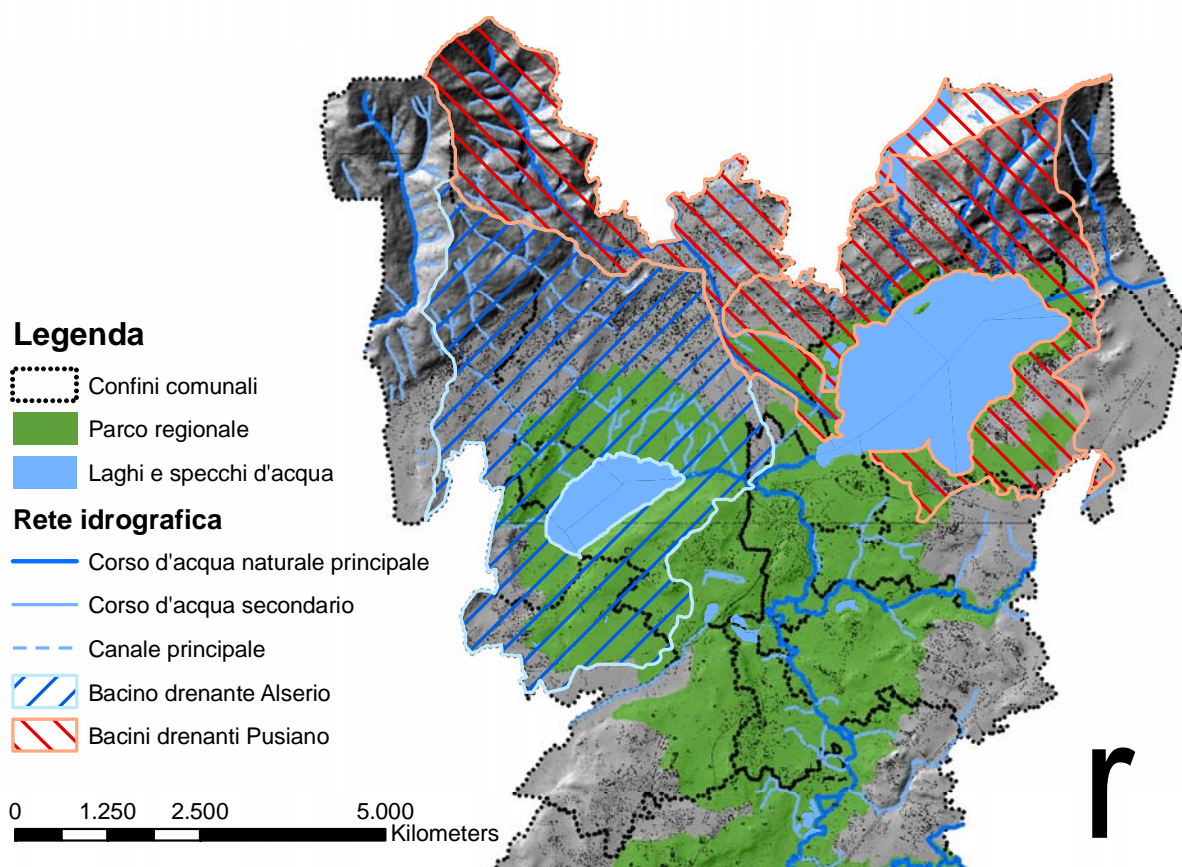 Legenda
Confini comunali
Parco regionale
Laghi e specchi d'acqua
Rete idrografica
Corso d'acqua naturale principale
Corso d'acqua secondario
Canale principale
Bacino drenante Alserio
Bacini drenanti Pusiano
0 1.250 2.500 5.000
Kilometers
r